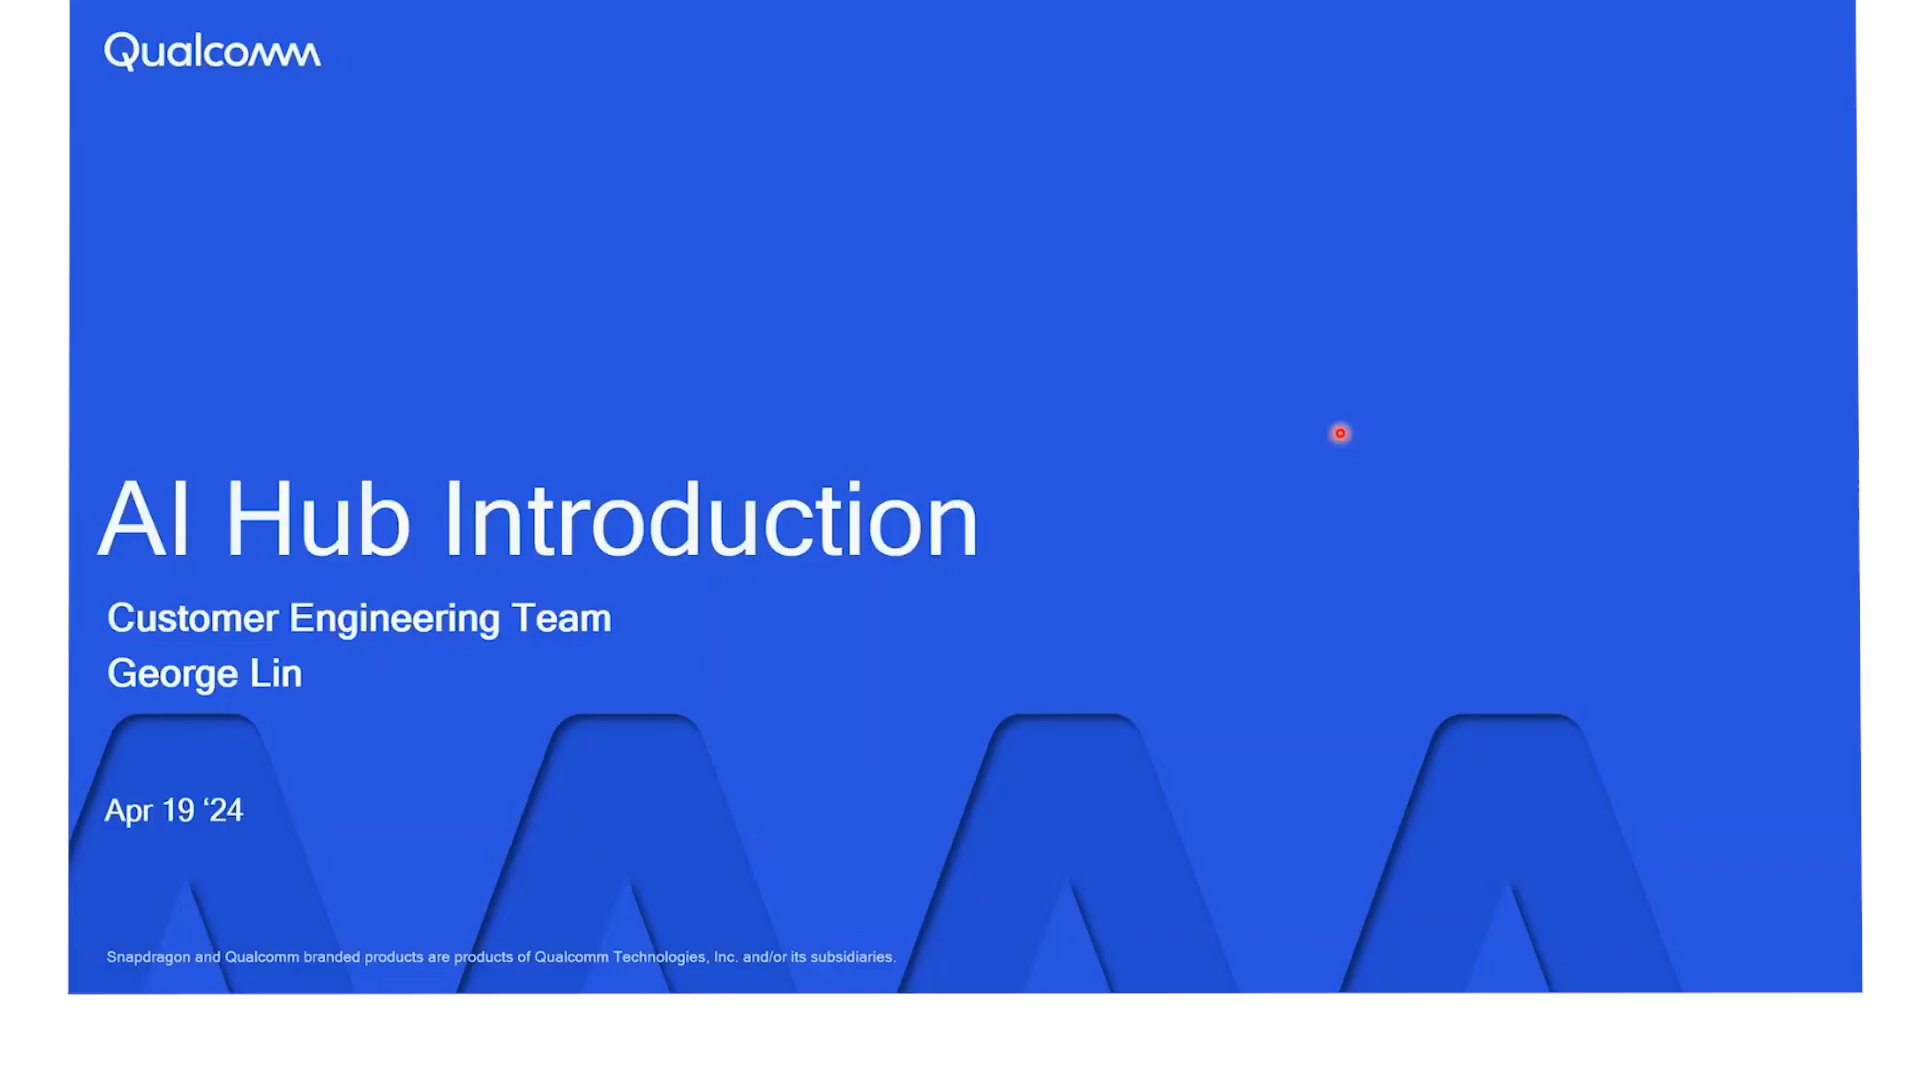 Qualcomm
AI Hub Introduction
Customer Engineering Team
George Lin
Apr 19 ‘24
Snapdragon and Qualcomm branded products are products of Qualcomm Technologies, Inc. and/or its subsidiaries.